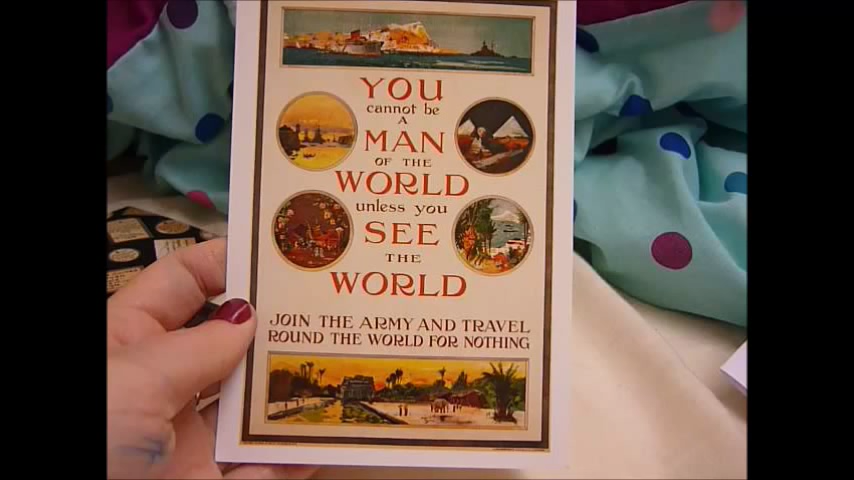 YOU
cannot be
A
MAN
OF THE
WORLD
unless you
SEE
THE
WORLD
JOIN THE ARMY AND TRAVEL
ROUND THE WORLD FOR NOTHING